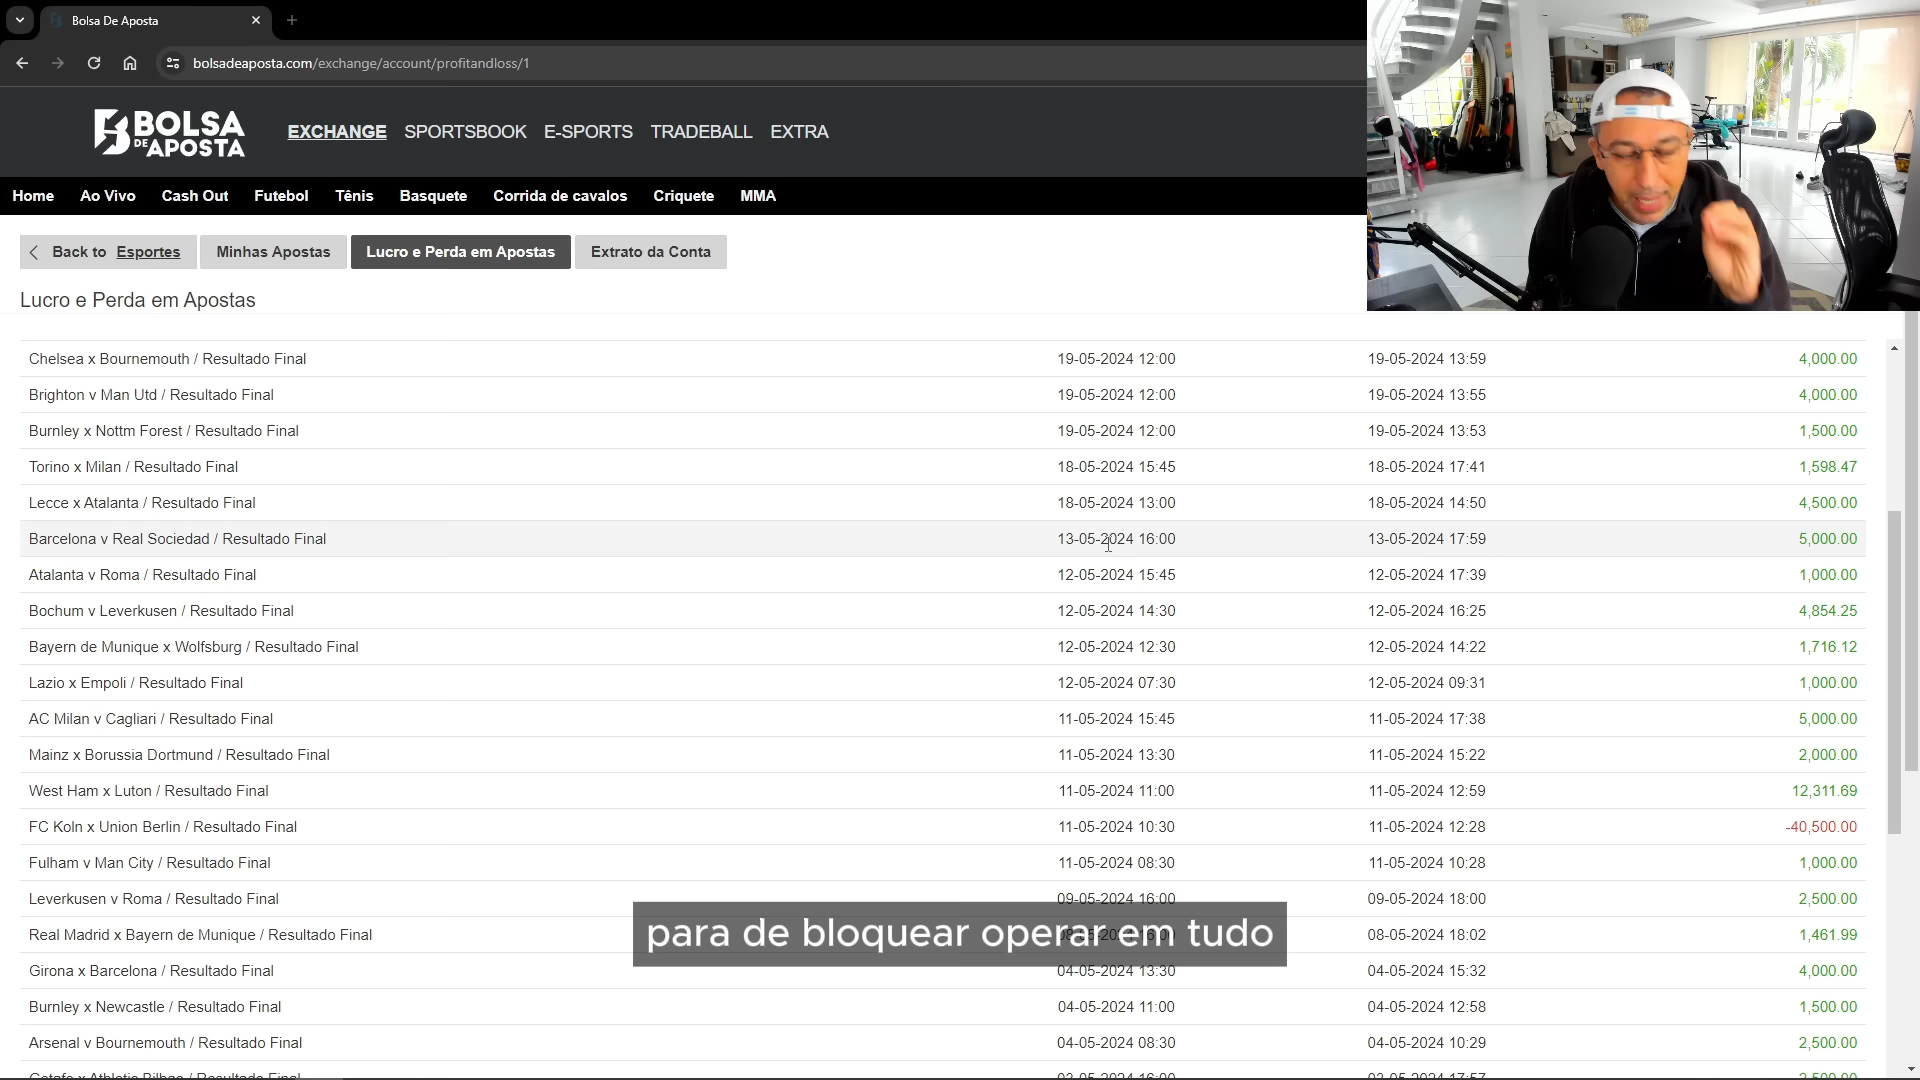 Bolsa De Aposta
bolsadeaposta.com/exchange/account/profitandloss/1
BOLSA
DE APOSTA
EXCHANGE SPORTSBOOK E-SPORTS TRADEBALL EXTRA
Home Ao Vivo Cash Out Futebol Tênis Basquete Corrida de cavalos Criquete MMA
Back to Esportes Minhas Apostas Lucro e Perda em Apostas Extrato da Conta
Lucro e Perda em Apostas
Chelsea x Bournemouth / Resultado Final 19-05-2024 12:00 19-05-2024 13:59 4,000.00
Brighton v Man Utd / Resultado Final 19-05-2024 12:00 19-05-2024 13:55 4,000.00
Burnley x Nottm Forest / Resultado Final 19-05-2024 12:00 19-05-2024 13:53 1,500.00
Torino x Milan / Resultado Final 18-05-2024 15:45 18-05-2024 17:41 1,598.47
Lecce x Atalanta / Resultado Final 18-05-2024 13:00 18-05-2024 14:50 4,500.00
Barcelona v Real Sociedad / Resultado Final 13-05-2024 16:00 13-05-2024 17:59 5,000.00
Atalanta v Roma / Resultado Final 12-05-2024 15:45 12-05-2024 17:39 1,000.00
Bochum v Leverkusen / Resultado Final 12-05-2024 14:30 12-05-2024 16:25 4,854.25
Bayern de Munique x Wolfsburg / Resultado Final 12-05-2024 12:30 12-05-2024 14:22 1,716.12
Lazio x Empoli / Resultado Final 12-05-2024 07:30 12-05-2024 09:31 1,000.00
AC Milan v Cagliari / Resultado Final 11-05-2024 15:45 11-05-2024 17:38 5,000.00
Mainz x Borussia Dortmund / Resultado Final 11-05-2024 13:30 11-05-2024 15:22 2,000.00
West Ham x Luton / Resultado Final 11-05-2024 11:00 11-05-2024 12:59 12,311.69
FC Koln x Union Berlin / Resultado Final 11-05-2024 10:30 11-05-2024 12:28 -40,500.00
Fulham v Man City / Resultado Final 11-05-2024 08:30 11-05-2024 10:28 1,000.00
Leverkusen v Roma / Resultado Final 09-05-2024 16:00 09-05-2024 18:00 2,500.00
Real Madrid x Bayern de Munique / Resultado Final 08-05-2024 18:02 1,461.99
para de bloquear operar em tudo
Girona x Barcelona / Resultado Final 04-05-2024 13:30 04-05-2024 15:32 4,000.00
Burnley x Newcastle / Resultado Final 04-05-2024 11:00 04-05-2024 12:58 1,500.00
Arsenal v Bournemouth / Resultado Final 04-05-2024 08:30 04-05-2024 10:29 2,500.00